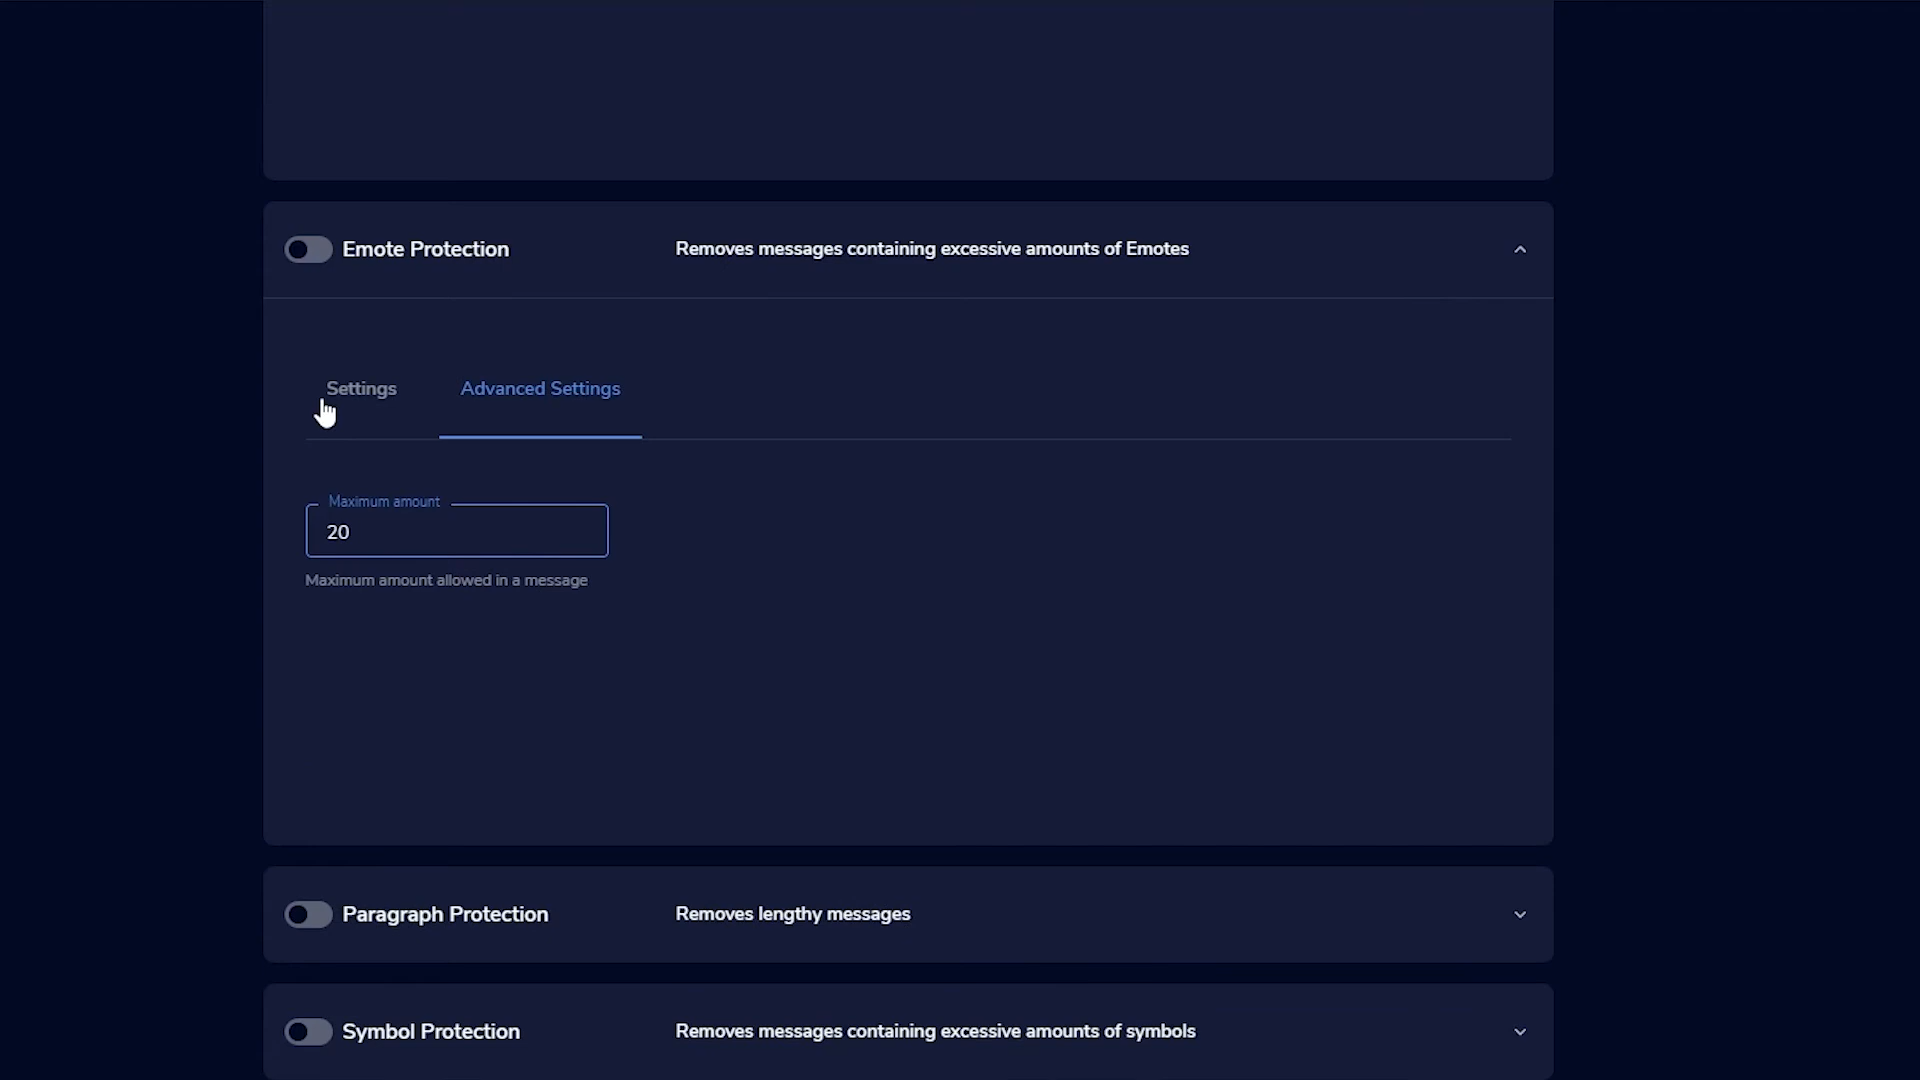 Emote Protection
Removes messages containing excessive amounts of Emotes
Settings
Advanced Settings
Maximum amount
20
Maximum amount allowed in a message
Paragraph Protection
Removes lengthy messages
Symbol Protection
Removes messages containing excessive amounts of symbols